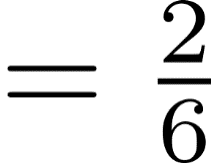 = 2/6